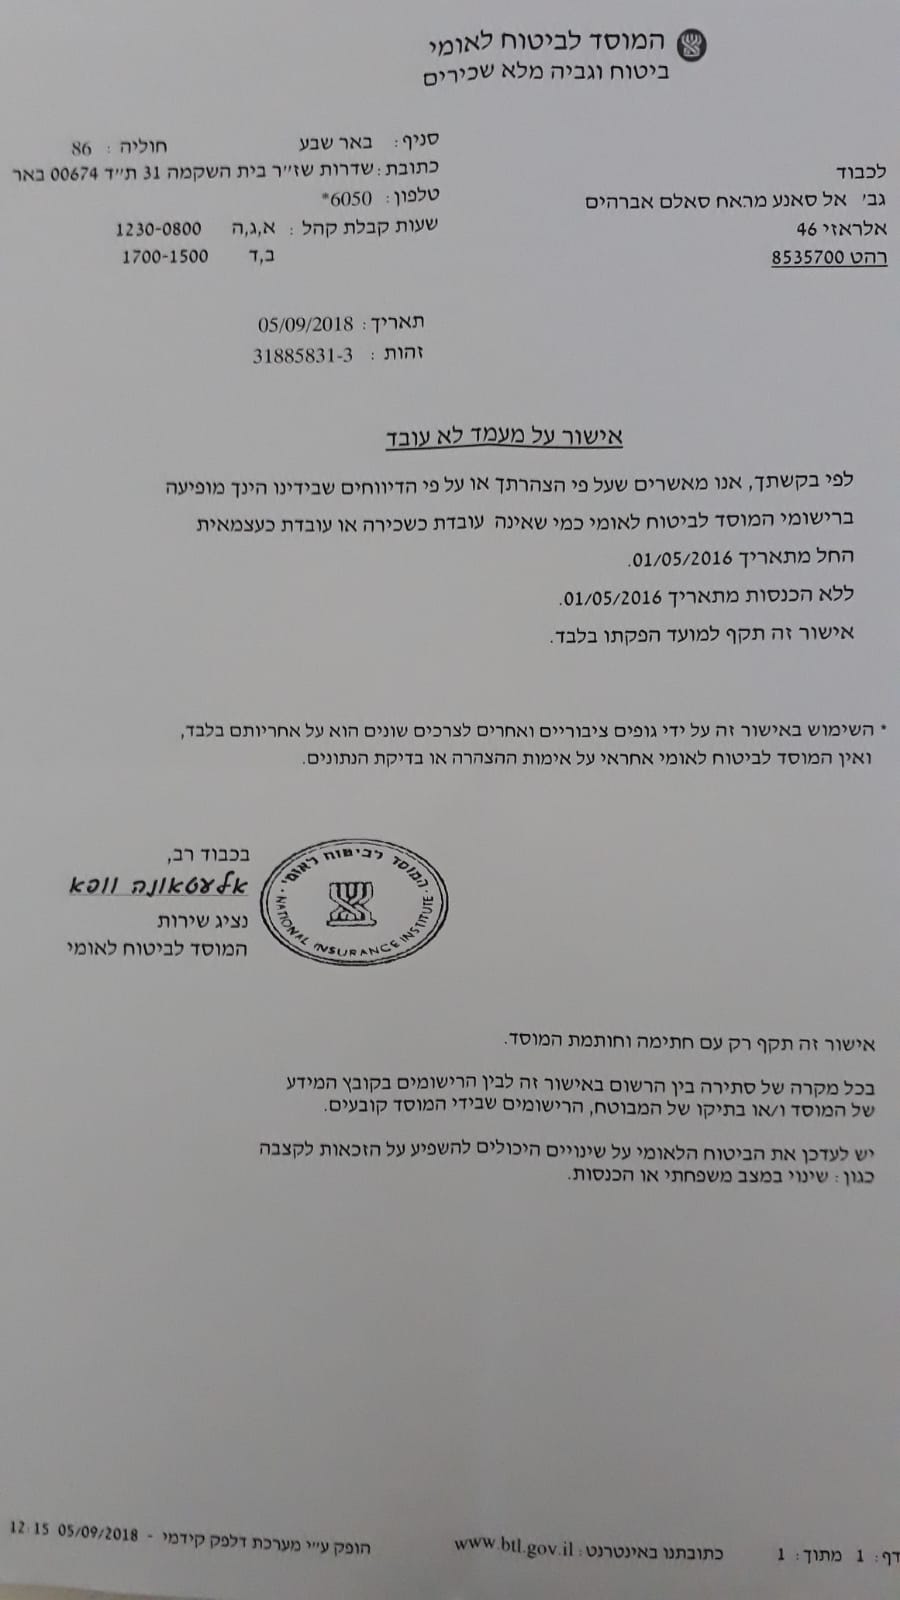 המוסד לביטוח לאומי
ביטוח וגביה מלא שכירים
סניף: באר שבע חוליה: 86
כתובת: שדרות שז״ר בית השקמה 31 ת״ד 00674 באר
טלפון: 6050*
שעות קבלת קהל: א,ג,ה 1230-0800
ב,ד 1700-1500
לכבוד
גב׳ אל סאנע מראח סאלם אברהים
אלראזי 46
רהט 8535700
תאריך: 05/09/2018
זהות: 31885831-3
אישור על מעמד לא עובד
לפי בקשתך, אנו מאשרים שעל פי הצהרתך או על פי הדיווחים שבידינו הינך מופיעה
ברישומי המוסד לביטוח לאומי כמי שאינה עובדת כשכירה או עובדת כעצמאית
החל מתאריך 01/05/2016.
ללא הכנסות מתאריך 01/05/2016.
אישור זה תקף למועד הפקתו בלבד.
* השימוש באישור זה על ידי גופים ציבוריים ואחרים לצרכים שונים הוא על אחריותם בלבד,
ואין המוסד לביטוח לאומי אחראי על אימות ההצהרה או בדיקת הנתונים.
בכבוד רב,
אלעטאונה וופא
נציג שירות
המוסד לביטוח לאומי
המוסד לביטוח לאומי
NATIONAL INSURANCE INSTITUTE
אישור זה תקף רק עם חתימה וחותמת המוסד.
בכל מקרה של סתירה בין הרשום באישור זה לבין הרישומים בקובץ המידע
של המוסד ו/או בתיקו של המבוטח, הרישומים שבידי המוסד קובעים.
יש לעדכן את הביטוח הלאומי על שינויים היכולים להשפיע על הזכאות לקצבה
כגון: שינוי במצב משפחתי או הכנסות.
דף: 1 מתוך: 1 כתובתנו באינטרנט: www.btl.gov.il הופק ע״י מערכת דלפק קידמי - 05/09/2018 12:15